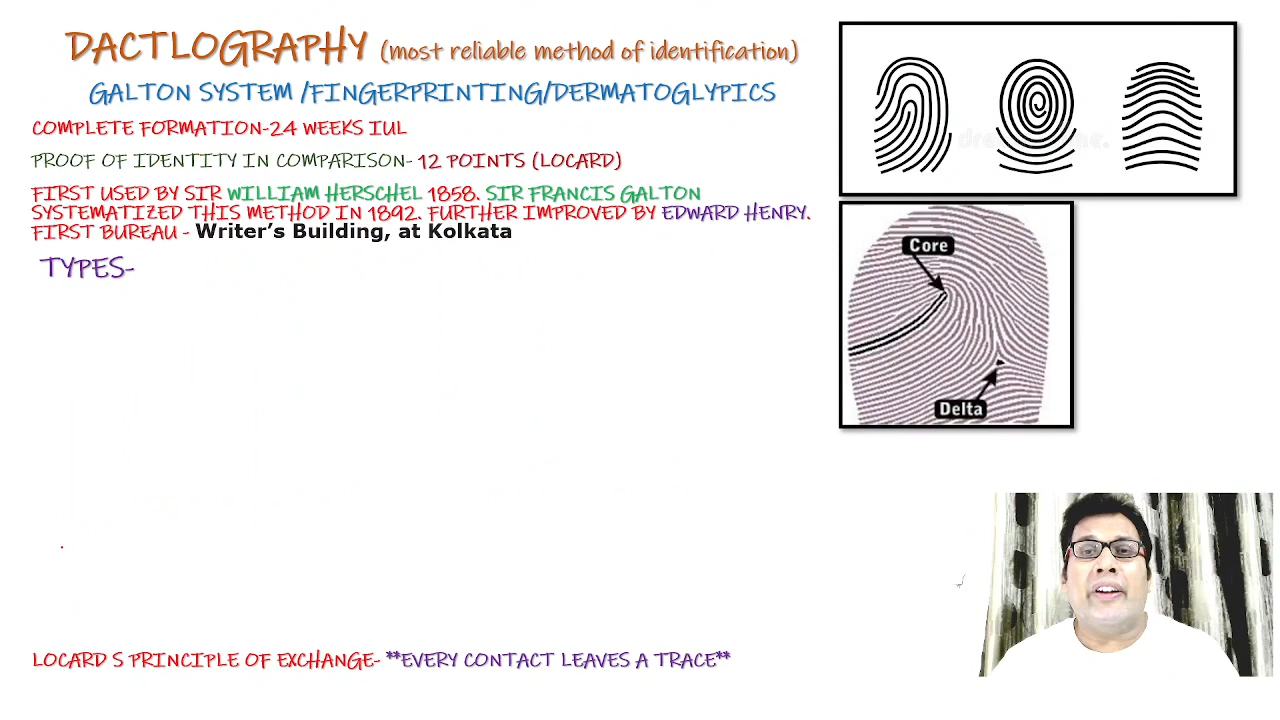 DACTLOGRAPHY (most reliable method of identification)
GALTON SYSTEM /FINGERPRINTING/DERMATOGLYPICS
COMPLETE FORMATION-24 WEEKS IUL
PROOF OF IDENTITY IN COMPARISON- 12 POINTS (LOCARD)
FIRST USED BY SIR WILLIAM HERSCHEL 1858. SIR FRANCIS GALTON
SYSTEMATIZED THIS METHOD IN 1892. FURTHER IMPROVED BY EDWARD HENRY.
FIRST BUREAU - Writer's Building, at Kolkata
TYPES-
Core
Delta
LOCARD S PRINCIPLE OF EXCHANGE- **EVERY CONTACT LEAVES A TRACE**